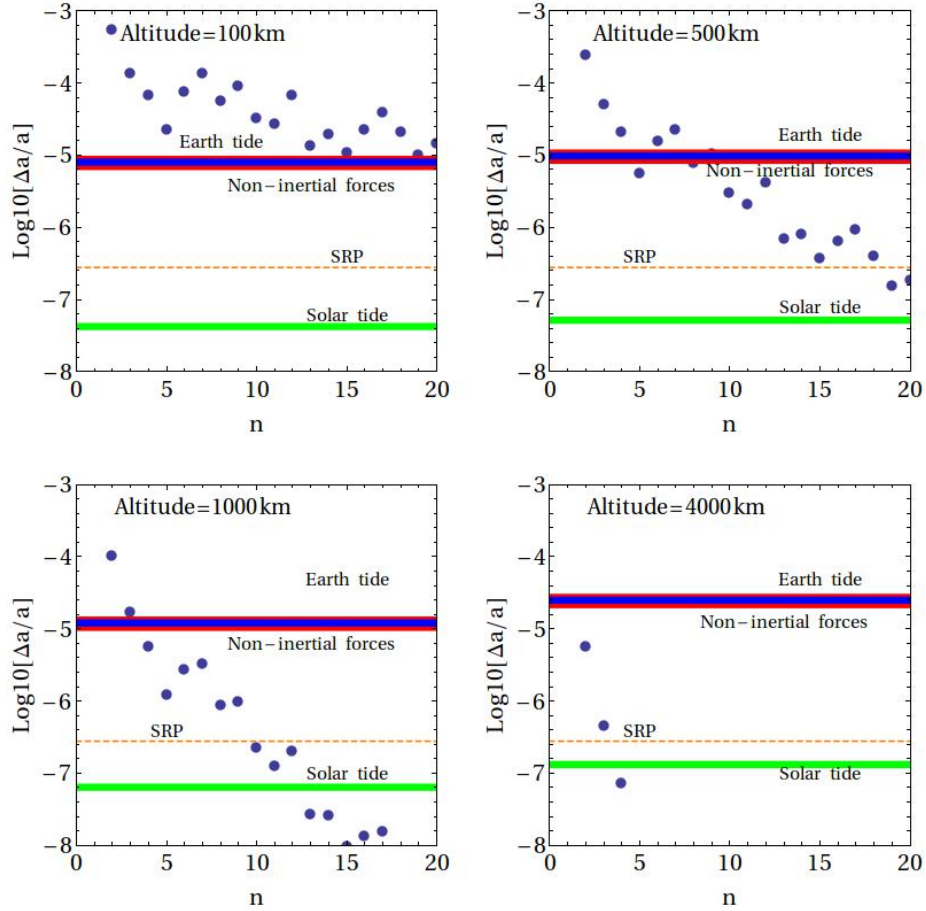 Altitude=100km
Log10[Δa/a]
-3
-4
-5
-6
-7
-8
Earth tide
Non-inertial forces
SRP
Solar tide
0 5 10 15 20
n
Altitude=500km
Log10[Δa/a]
-3
-4
-5
-6
-7
-8
Earth tide
Non-inertial forces
SRP
Solar tide
0 5 10 15 20
n
Altitude=1000km
Log10[Δa/a]
-3
-4
-5
-6
-7
-8
Earth tide
Non-inertial forces
SRP
Solar tide
0 5 10 15 20
n
Altitude=4000km
Log10[Δa/a]
-3
-4
-5
-6
-7
-8
Earth tide
Non-inertial forces
SRP
Solar tide
0 5 10 15 20
n